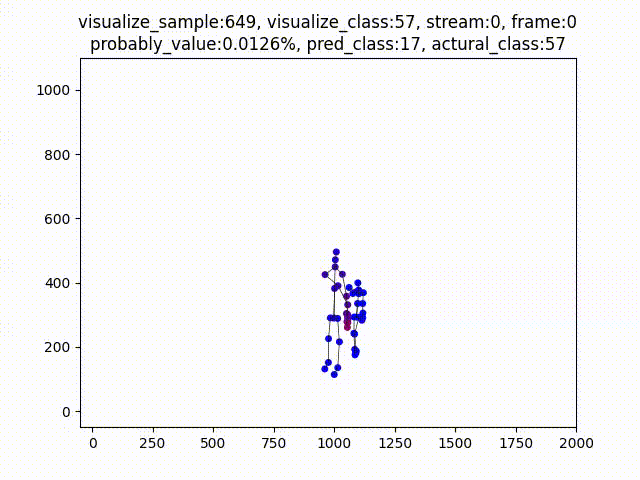 visualize_sample:649, visualize_class:57, stream:0, frame:0
probably_value:0.0126%, pred_class:17, actural_class:57
1000
800
600
400
200
0
0 250 500 750 1000 1250 1500 1750 2000